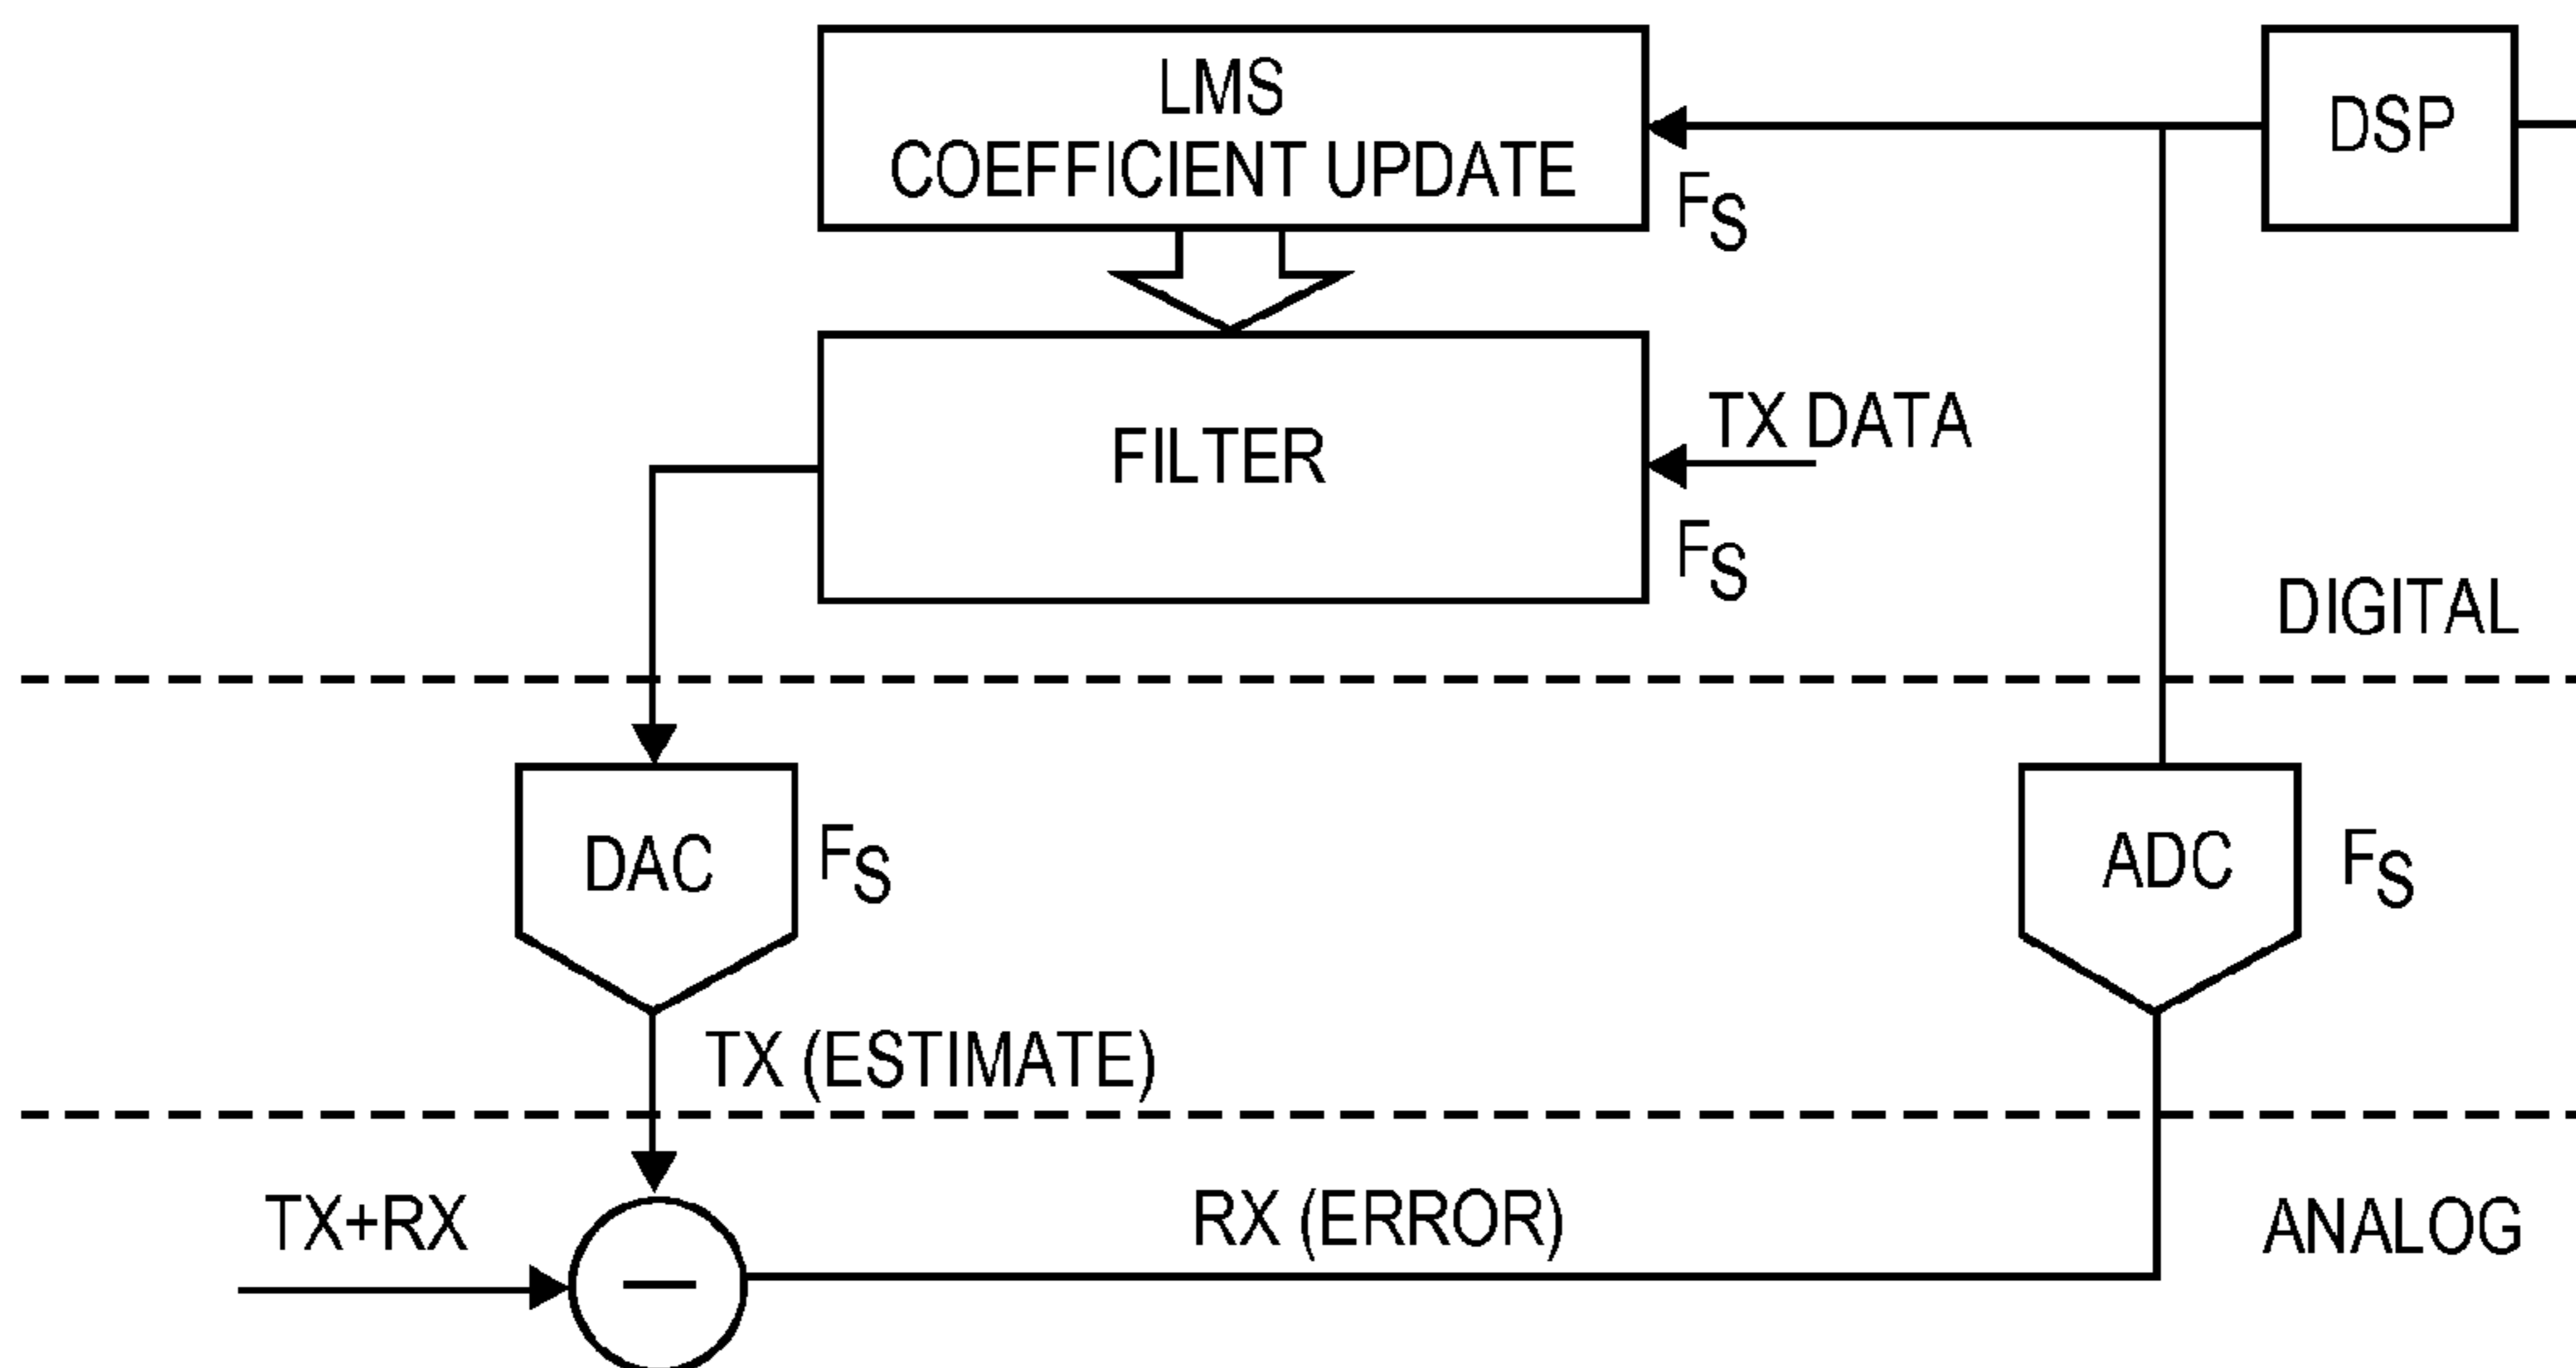 LMS
COEFFICIENT UPDATE
DSP
FS
FILTER
TX DATA
FS
DIGITAL
DAC
FS
ADC
FS
TX (ESTIMATE)
TX+RX
RX (ERROR)
ANALOG